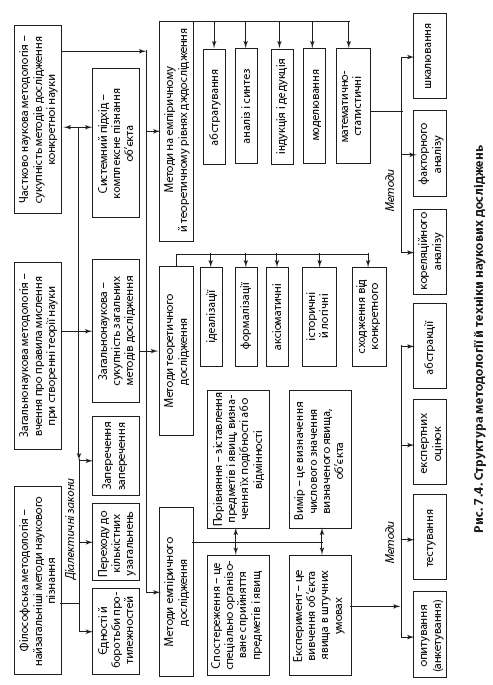 Філософська методологія –
найзагальніші методи наукового
пізнання
Загальнонаукова методологія –
вчення про правила мислення
при створенні теорії науки
Частково наукова методологія –
сукупність методів дослідження
конкретної науки
Діалектичні закони
Єдності й
боротьби про-
тилежностей
Переходу до
кількістних
узагальнень
Заперечення
заперечення
Загальнонаукова –
сукупність загальних
методів дослідження
Системний підхід –
комплексне пізнання
об'єкта
Методи емпіричного
дослідження
Методи теоретичного
дослідження
Методи на емпіричному
й теоретичному рівнях дждослідження
Спостереження – це
спеціально організо-
ване сприйняття
предметів і явищ
Порівняння – зіставлення
предметів і явищ, визна-
чення їх подібності або
відмінності
Експеримент – це
вивчення об'єкта
явища в штучних
умовах
Вимір – це визначення
числового значення
визначеного явища,
об'єкта
ідеалізації
формалізації
аксіоматичні
історичні
й логічні
сходження від
конкретного
абстрагування
аналіз і синтез
індукція і дедукція
моделювання
математично-
статистичні
Методи
Методи
опитування
(анкетування)
тестування
експертних
оцінок
абстракції
кореляційного
аналізу
факторного
аналізу
шкалювання
Рис. 7.4. Структура методології й техніки наукових досліджень